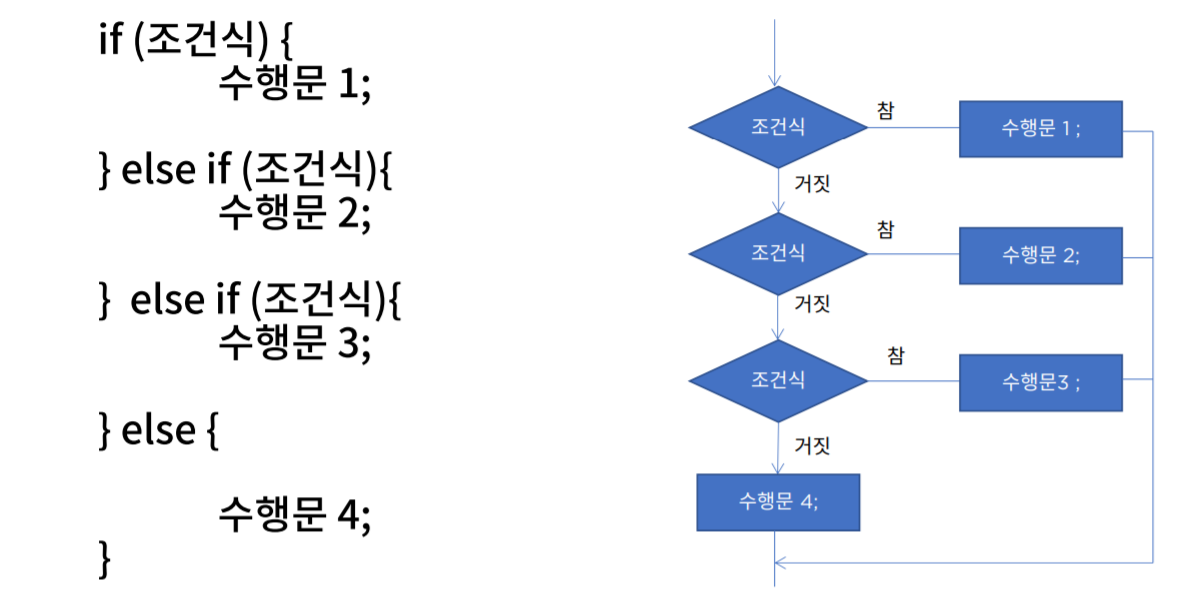 if (조건식) {
수행문 1;
} else if (조건식){
수행문 2;
} else if (조건식){
수행문 3;
} else {
수행문 4;
}
조건식
참
수행문 1 ;
거짓
조건식
참
수행문 2;
거짓
조건식
참
수행문3 ;
거짓
수행문 4;